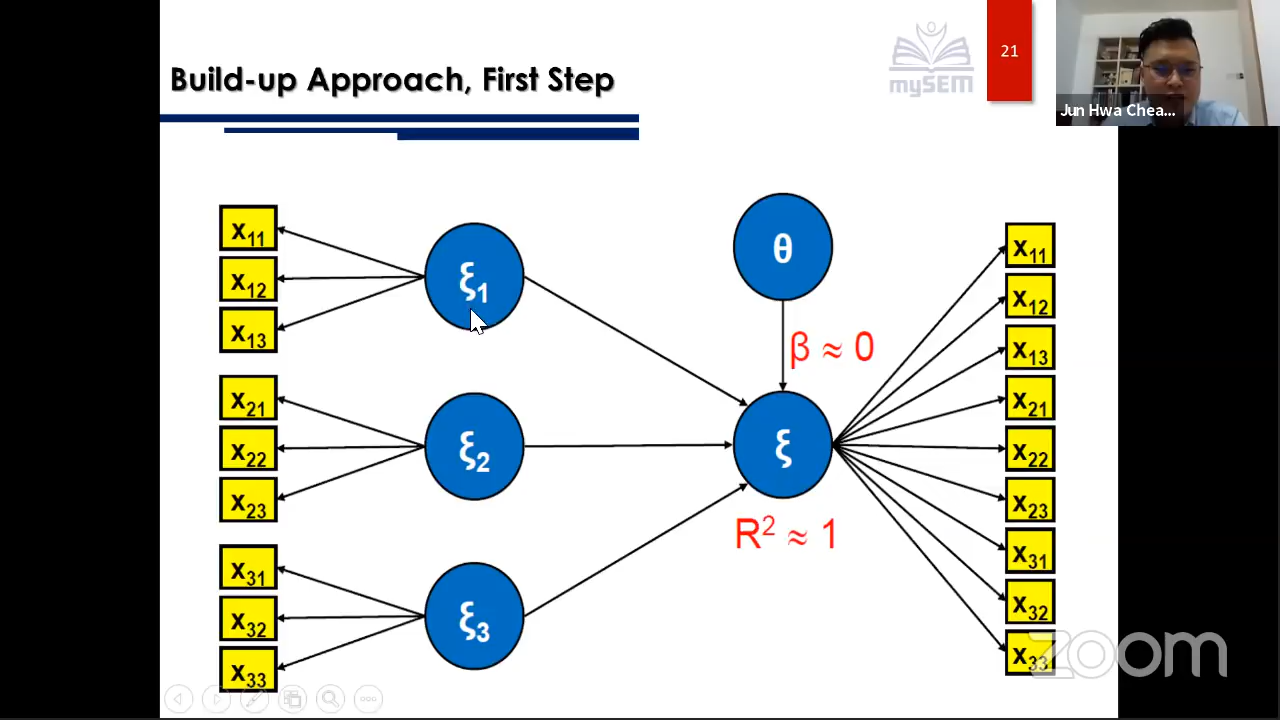 Build-up Approach, First Step
mySEM
21
Jun Hwa Chea...
x11
x12
x13
x21
x22
x23
x31
x32
x33
ξ1
ξ2
ξ3
θ
β ≈ 0
ξ
R² ≈ 1
x11
x12
x13
x21
x22
x23
x31
x32
x33
zoom